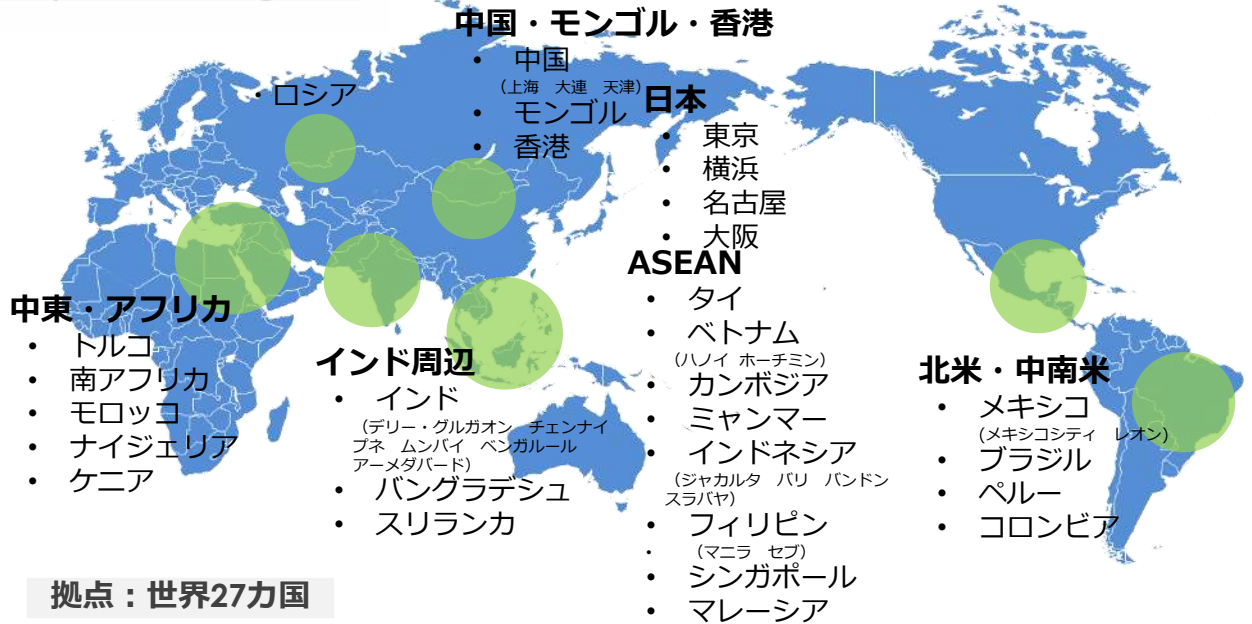 中国・モンゴル・香港
• 中国
（上海　大連　天津）
• モンゴル
• 香港
・ロシア
日本
• 東京
• 横浜
• 名古屋
• 大阪
ASEAN
• タイ
• ベトナム
（ハノイ ホーチミン）
• カンボジア
• ミャンマー
• インドネシア
（ジャカルタ　バリ　バンドン
スラバヤ）
• フィリピン
• （マニラ　セブ）
• シンガポール
• マレーシア
中東・アフリカ
• トルコ
• 南アフリカ
• モロッコ
• ナイジェリア
• ケニア
インド周辺
• インド
（デリー・グルガオン　チェンナイ
プネ　ムンバイ　ベンガルール
アーメダバード）
• バングラデシュ
• スリランカ
北米・中南米
• メキシコ
(メキシコシティ　レオン）
• ブラジル
• ペルー
• コロンビア
拠点：世界27カ国